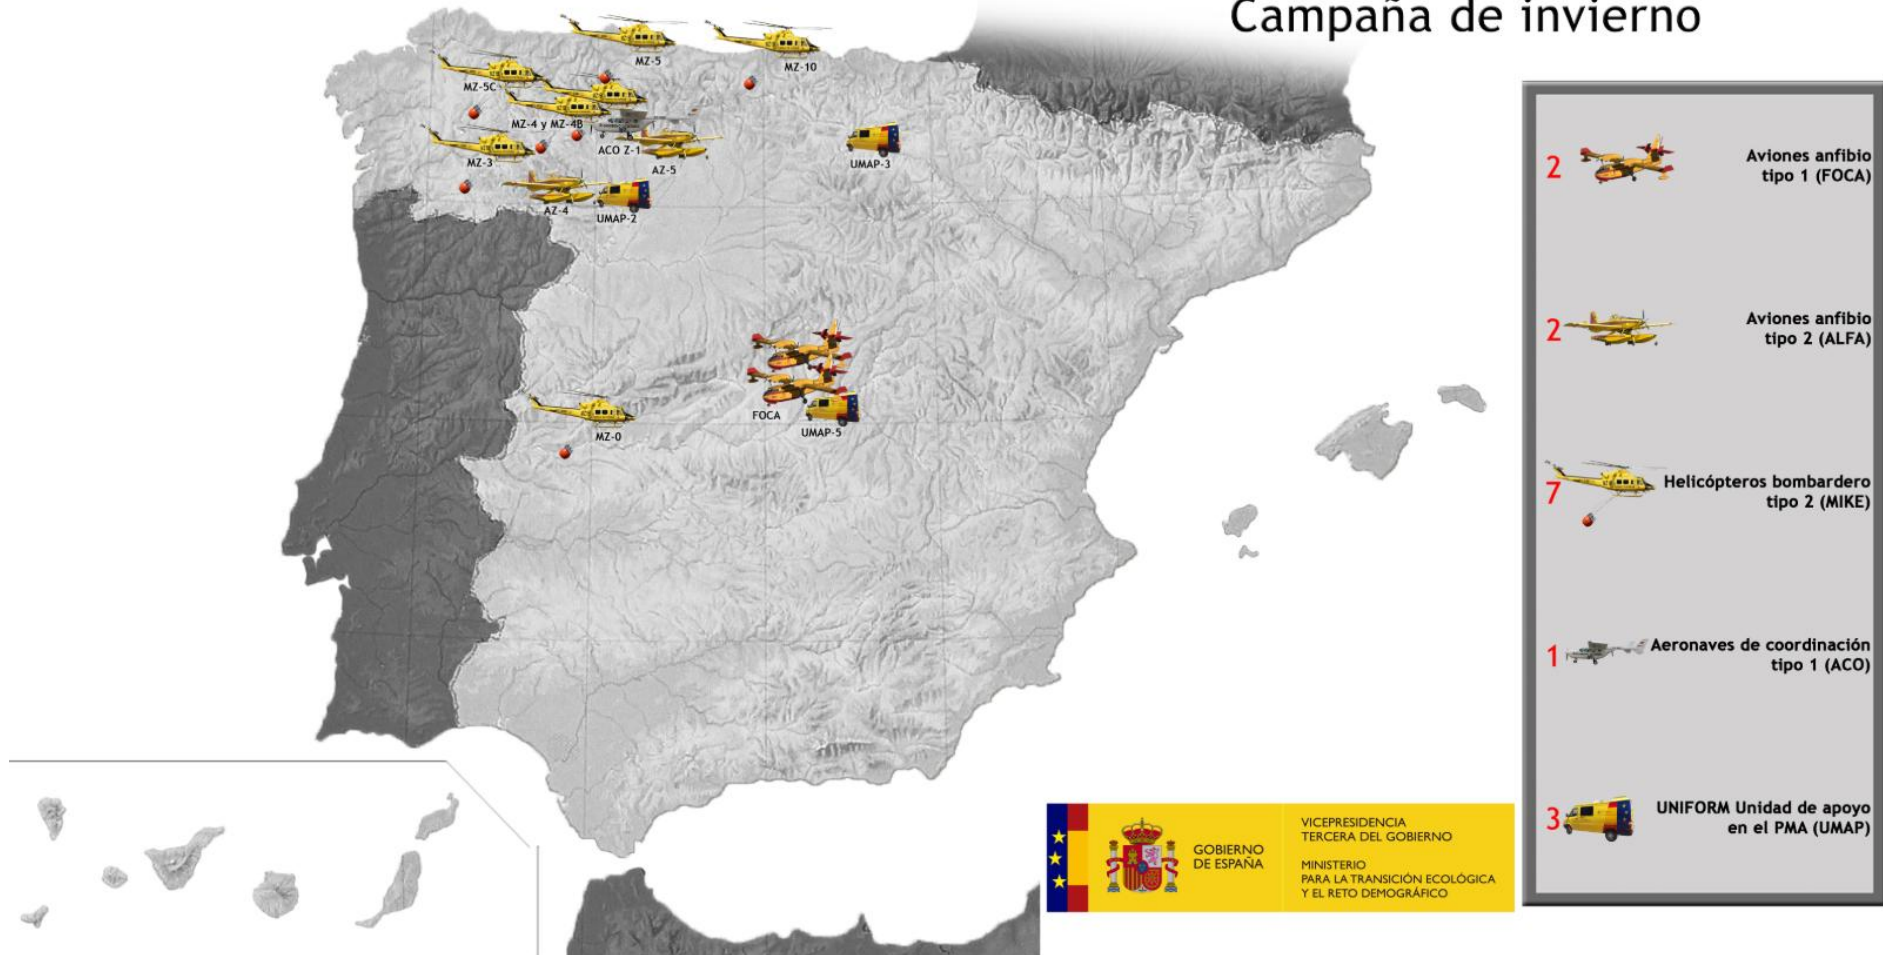 Campaña de invierno
MZ-5
MZ-10
MZ-5C
MZ-4 y MZ-4B
ACO Z-1
MZ-3
AZ-5
UMAP-3
AZ-4
UMAP-2
FOCA
UMAP-5
MZ-0
2
Aviones anfibio
tipo 1 (FOCA)
2
Aviones anfibio
tipo 2 (ALFA)
7
Helicópteros bombardero
tipo 2 (MIKE)
1
Aeronaves de coordinación
tipo 1 (ACO)
3
UNIFORM Unidad de apoyo
en el PMA (UMAP)
GOBIERNO
DE ESPAÑA
VICEPRESIDENCIA
TERCERA DEL GOBIERNO
MINISTERIO
PARA LA TRANSICIÓN ECOLÓGICA
Y EL RETO DEMOGRÁFICO